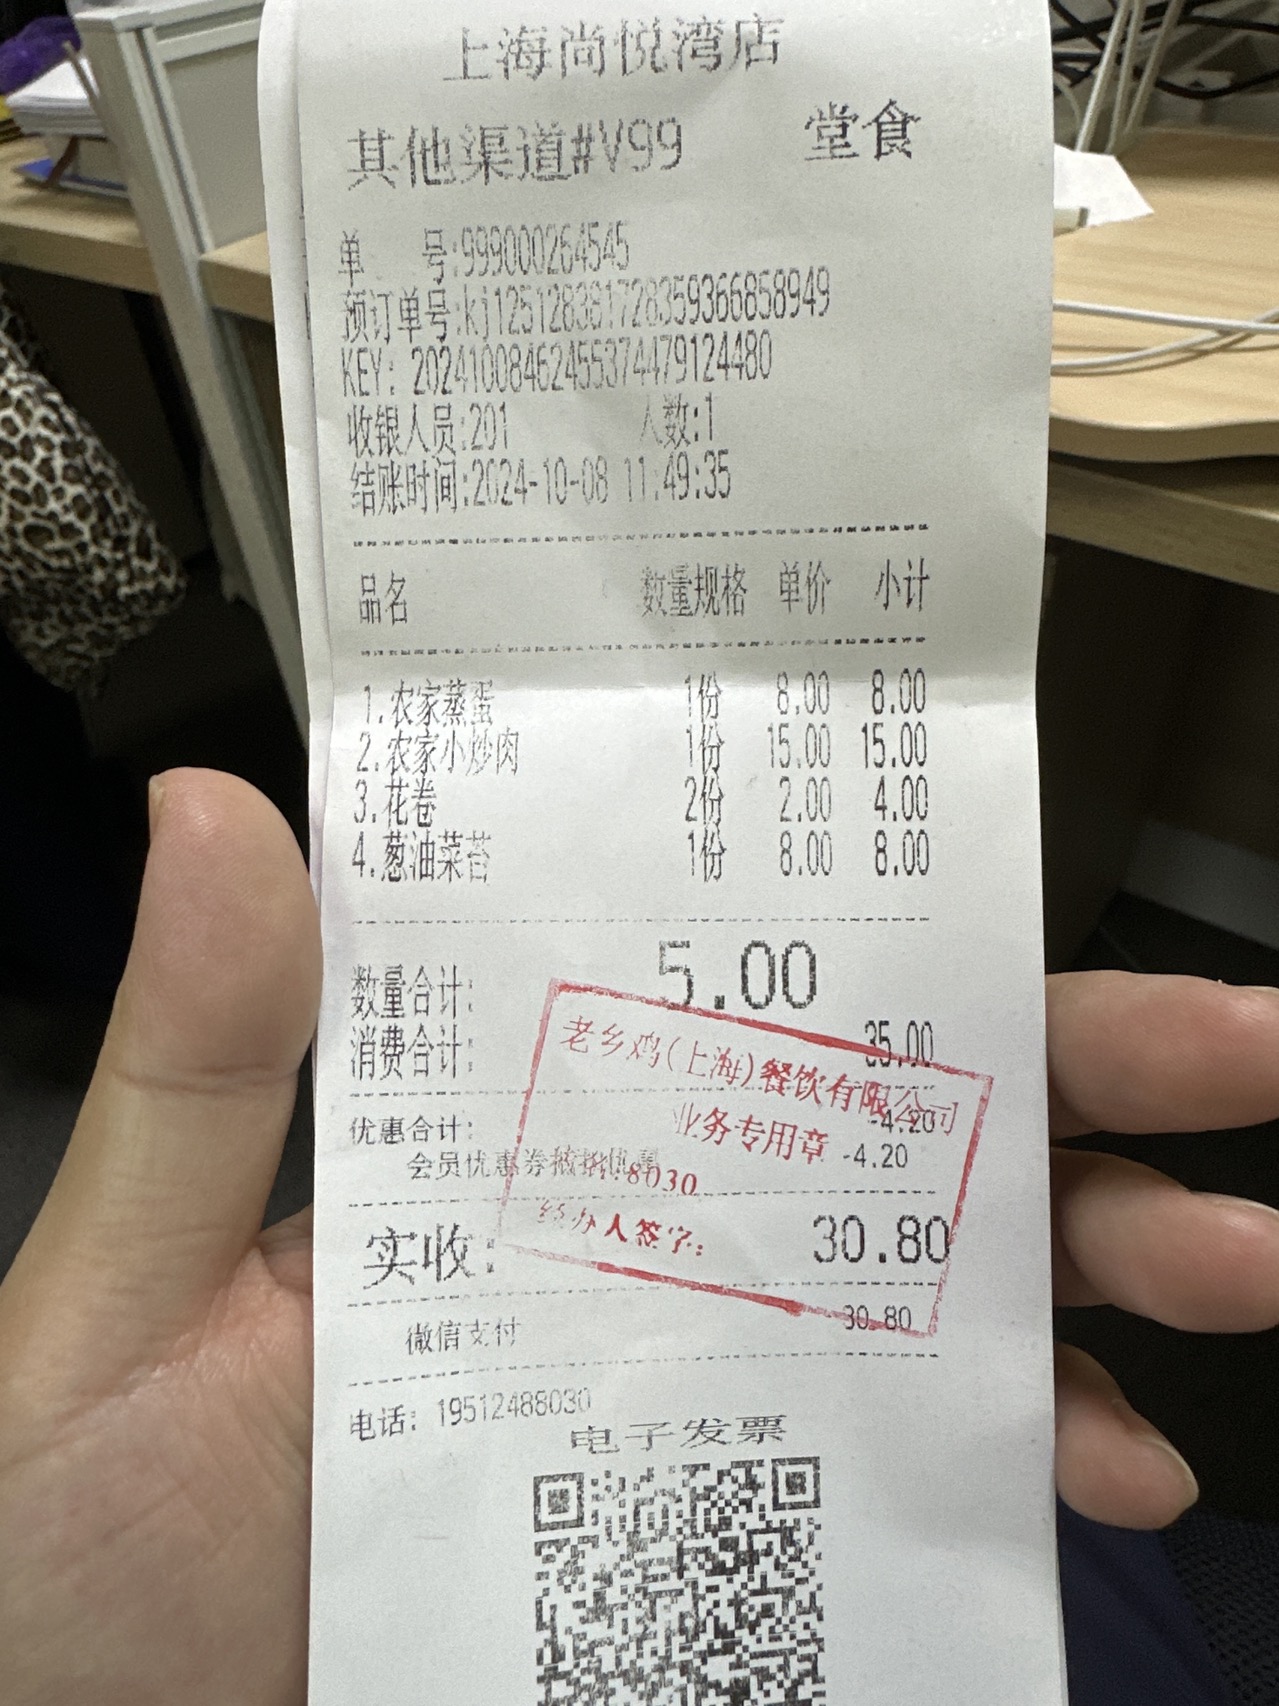 上海尚悦湾店
其他渠道#V99 堂食
单 号:999000264545
预订单号:kj12512838172835936685 8949
KEY: 20241008462455374479124480
收银人员:201 人数:1
结账时间:2024-10-08 11:49:35
品名 数量规格 单价 小计
1.农家蒸蛋 1份 8.00 8.00
2.农家小炒肉 1份 15.00 15.00
3.花卷 2份 2.00 4.00
4.葱油菜苔 1份 8.00 8.00
数量合计: 5.00
消费合计: 35.00
老乡鸡(上海)餐饮有限公司
优惠合计: -4.20
业务专用章
会员优惠券 -4.20
8030
经办人签字:
实收: 30.80
微信支付 30.80
电话: 19512488030
电子发票